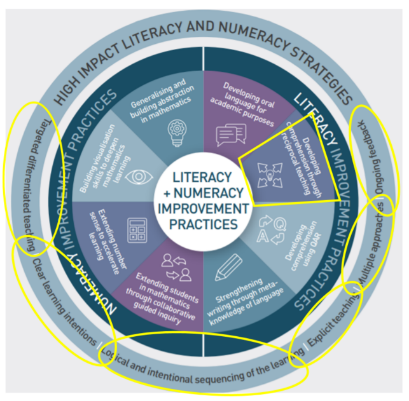 HIGH IMPACT LITERACY AND NUMERACY STRATEGIES
NUMERACY IMPROVEMENT PRACTICES
LITERACY IMPROVEMENT PRACTICES
Generalising and
building abstraction
in mathematics
Developing oral
language for
academic purposes
Building visualisation
skills to deepen
mathematics
learning
Developing
comprehension through
reciprocal teaching
LITERACY
+ NUMERACY
IMPROVEMENT
PRACTICES
Extending number
sense to accelerate
learning
Developing
comprehension
using QAR
Extending students
in mathematics
through collaborative
guided inquiry
Strengthening
writing through meta-
knowledge of language
Targeted differentiated teaching | Clear learning intentions | Logical and intentional sequencing of the learning | Explicit teaching | Multiple approaches | Ongoing feedback